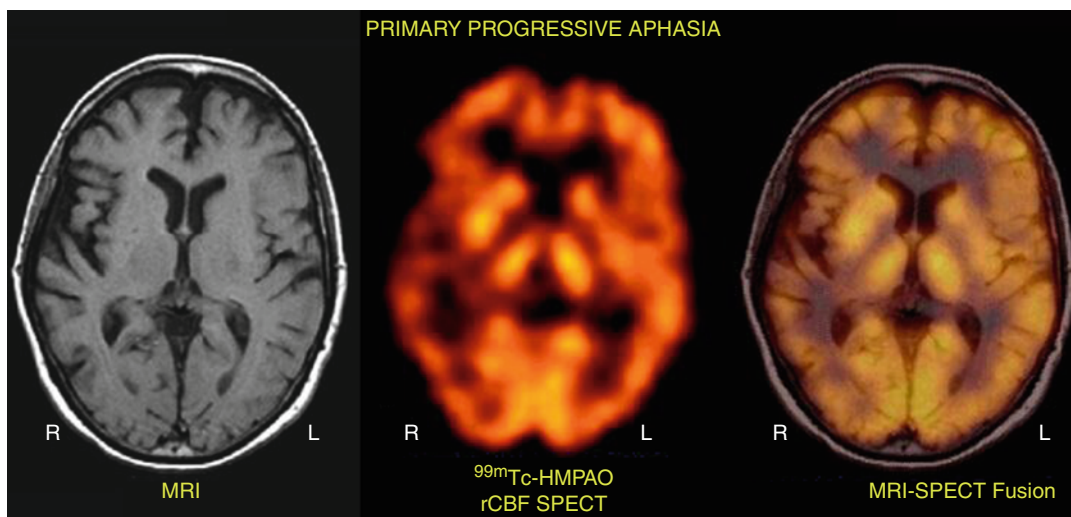 PRIMARY PROGRESSIVE APHASIA
R L
R L
R L
MRI
99mTc-HMPAO
rCBF SPECT
MRI-SPECT Fusion